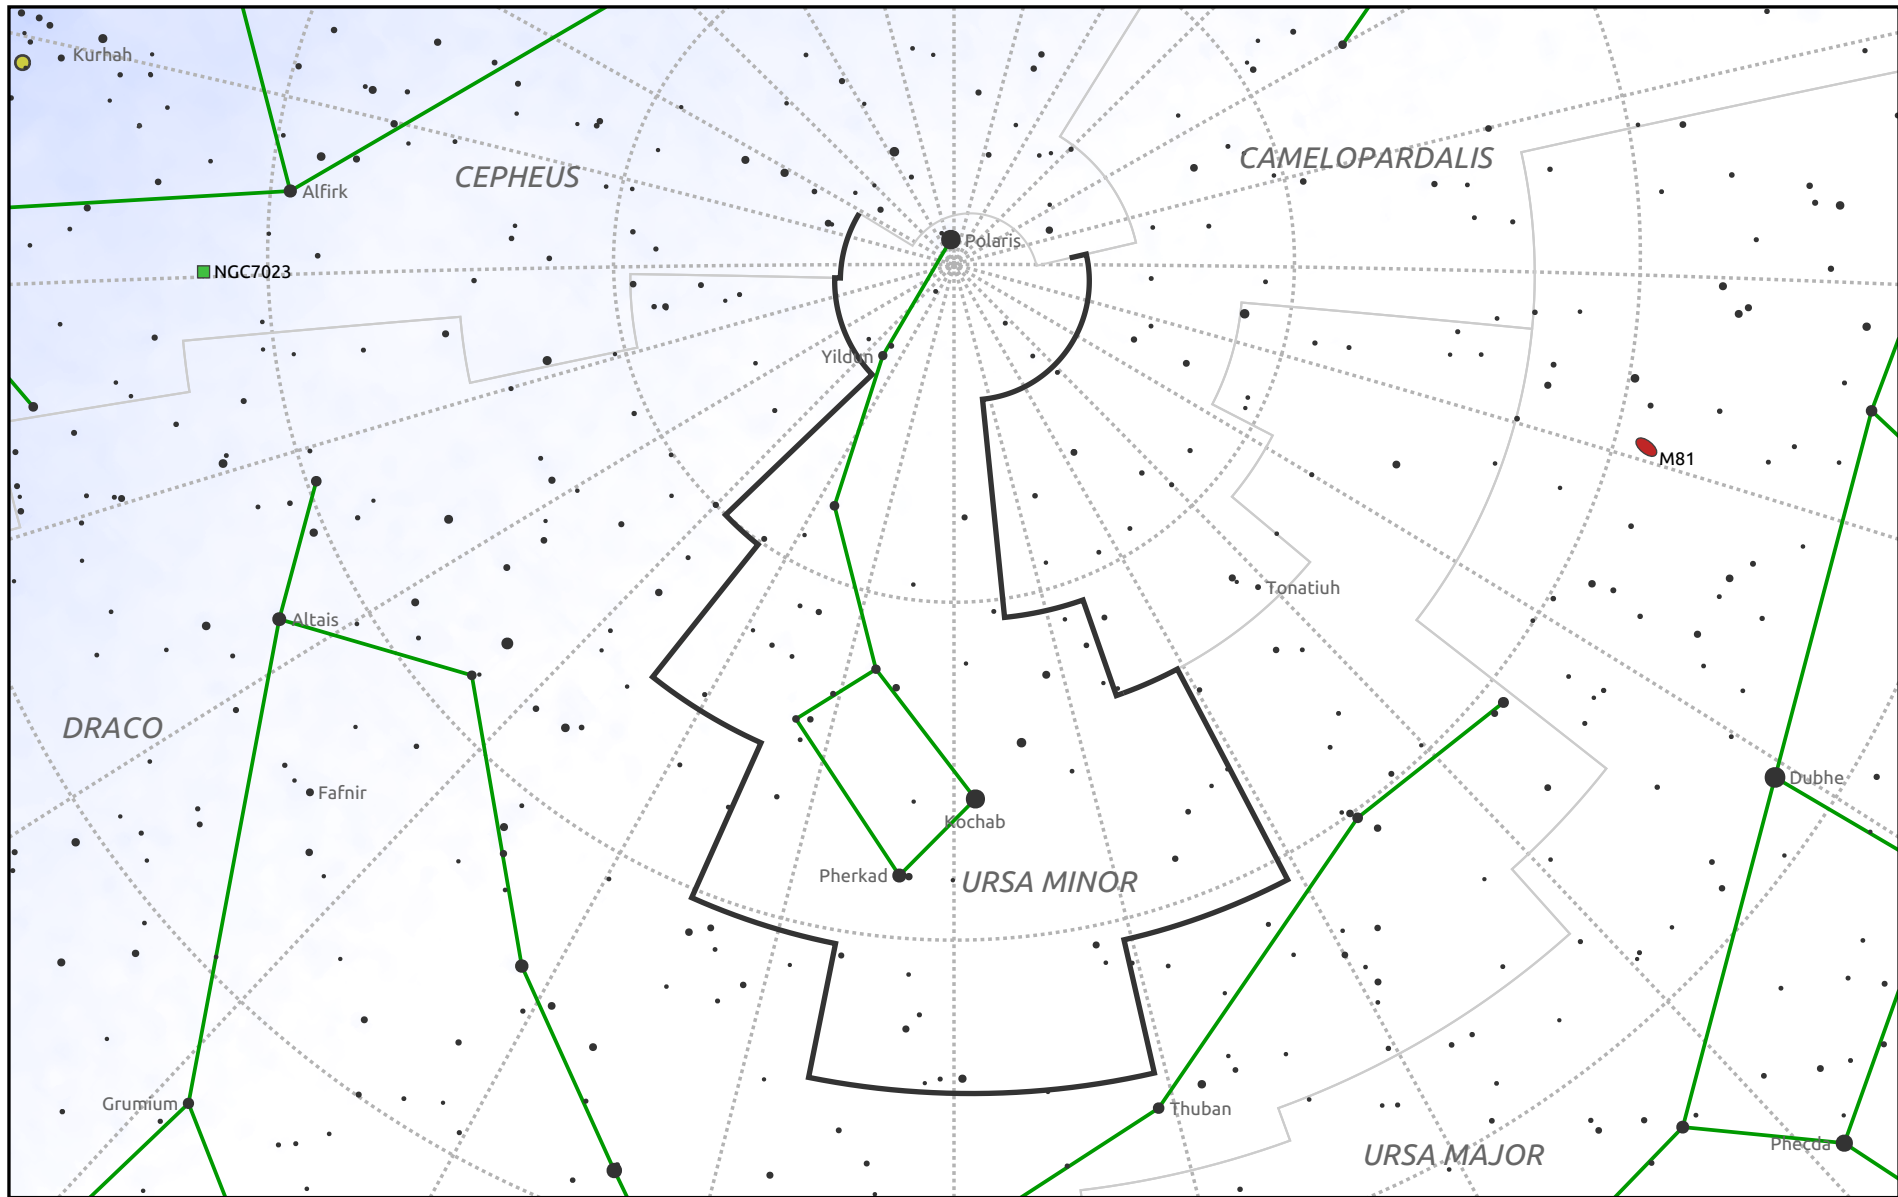 Kurhah
CEPHEUS
CAMELOPARDALIS
Alfirk
Polaris
NGC7023
Yildun
M81
Tonatiuh
Altais
DRACO
Dubhe
Fafnir
Kochab
Pherkad
URSA MINOR
Grumium
Thuban
Phecda
URSA MAJOR